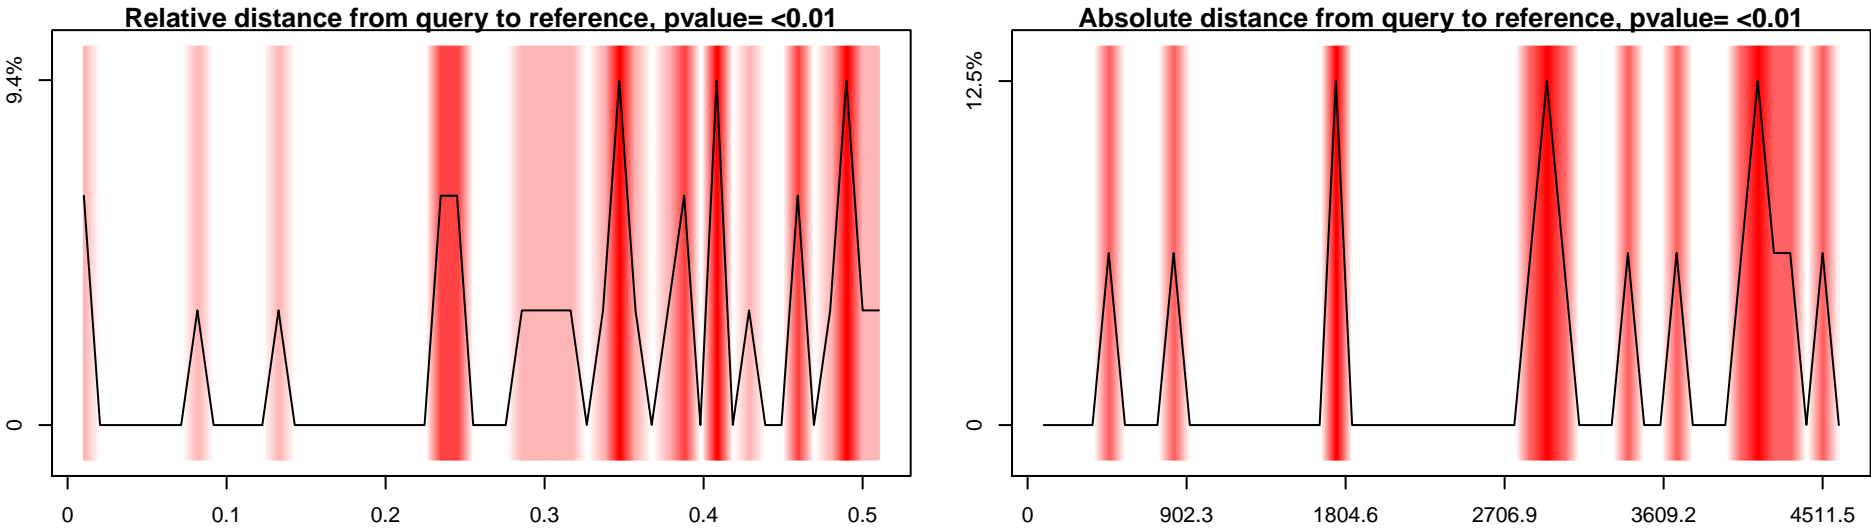 Relative distance from query to reference, pvalue= <0.01
9.4%
0
0 0.1 0.2 0.3 0.4 0.5
Absolute distance from query to reference, pvalue= <0.01
12.5%
0
0 902.3 1804.6 2706.9 3609.2 4511.5